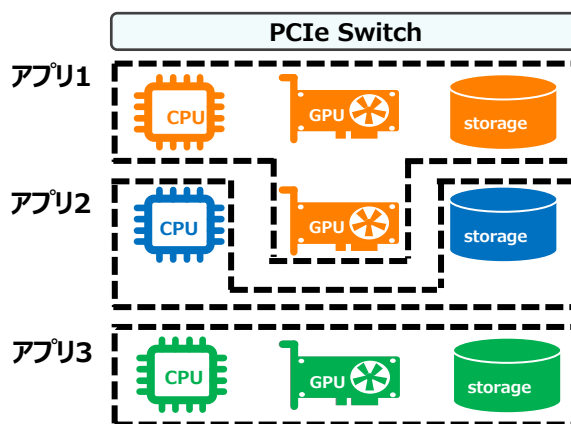 PCIe Switch
アプリ1
CPU
GPU
storage
アプリ2
CPU
GPU
storage
アプリ3
CPU
GPU
storage